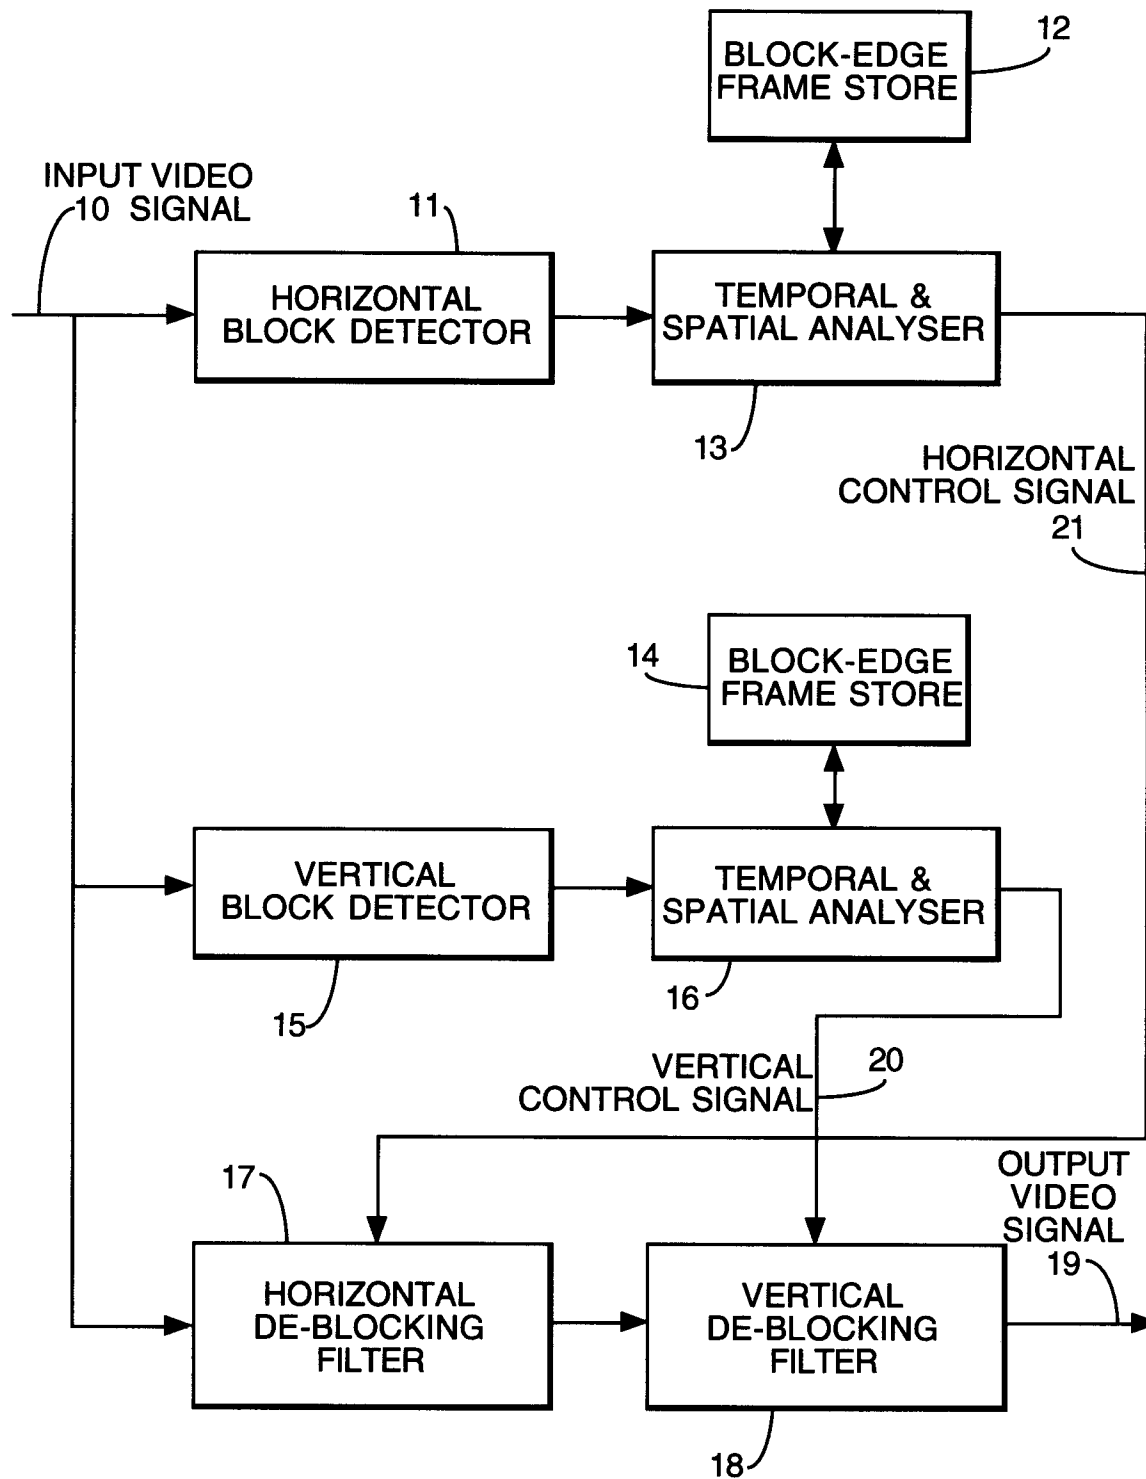 12
BLOCK-EDGE
FRAME STORE
INPUT VIDEO
10 SIGNAL
11
HORIZONTAL
BLOCK DETECTOR
TEMPORAL &
SPATIAL ANALYSER
13
HORIZONTAL
CONTROL SIGNAL
21
14
BLOCK-EDGE
FRAME STORE
VERTICAL
BLOCK DETECTOR
TEMPORAL &
SPATIAL ANALYSER
15
16
VERTICAL
CONTROL SIGNAL
20
17
OUTPUT
VIDEO
SIGNAL
19
HORIZONTAL
DE-BLOCKING
FILTER
VERTICAL
DE-BLOCKING
FILTER
18